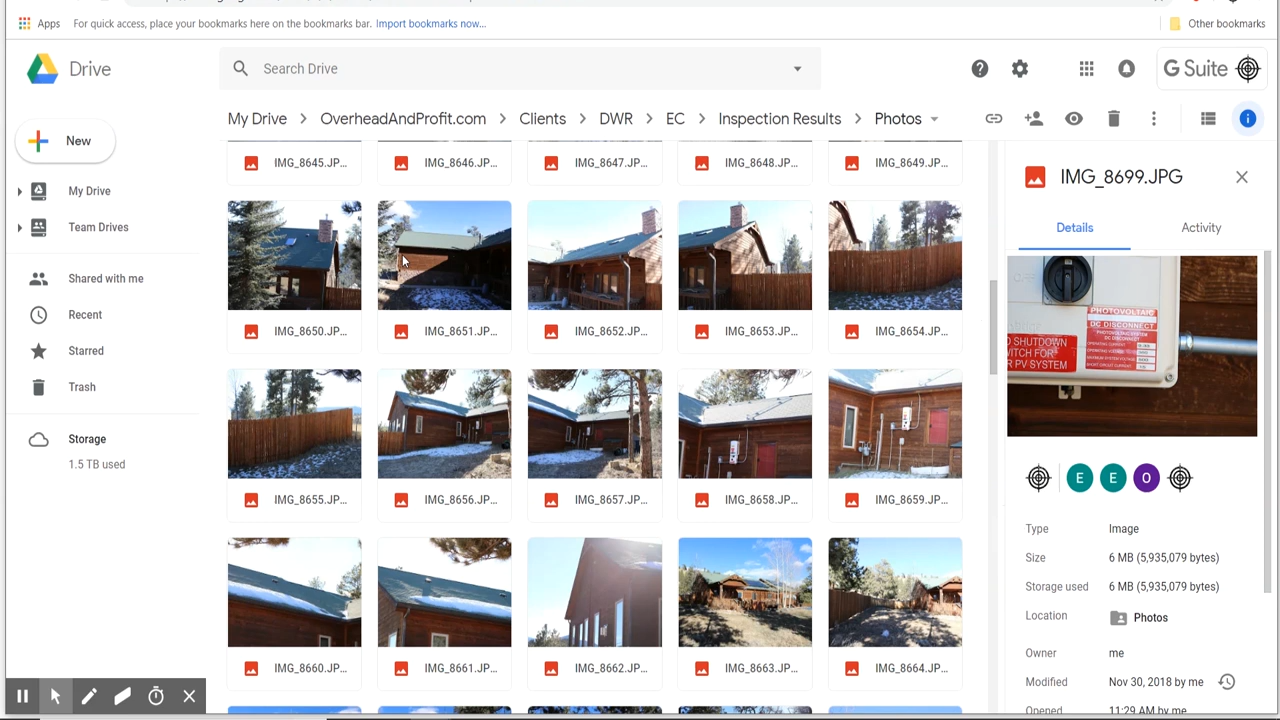 Apps
For quick access, place your bookmarks here on the bookmarks bar. Import bookmarks now...
Other bookmarks
Drive
Search Drive
G Suite
My Drive > OverheadAndProfit.com > Clients > DWR > EC > Inspection Results > Photos
New
My Drive
Team Drives
Shared with me
Recent
Starred
Trash
Storage
1.5 TB used
IMG_8645.JP...
IMG_8646.JP...
IMG_8647.JP...
IMG_8648.JP...
IMG_8649.JP...
IMG_8650.JP...
IMG_8651.JP...
IMG_8652.JP...
IMG_8653.JP...
IMG_8654.JP...
IMG_8655.JP...
IMG_8656.JP...
IMG_8657.JP...
IMG_8658.JP...
IMG_8659.JP...
IMG_8660.JP...
IMG_8661.JP...
IMG_8662.JP...
IMG_8663.JP...
IMG_8664.JP...
IMG_8699.JPG
Details
Activity
PHOTOVOLTAIC
DC DISCONNECT
PHOTOVOLTAIC SYSTEM
DC DISCONNECT
SHUTDOWN
FOR
PV SYSTEM
E E O
Type Image
Size 6 MB (5,935,079 bytes)
Storage used 6 MB (5,935,079 bytes)
Location Photos
Owner me
Modified Nov 30, 2018 by me
Opened 11:29 AM by me